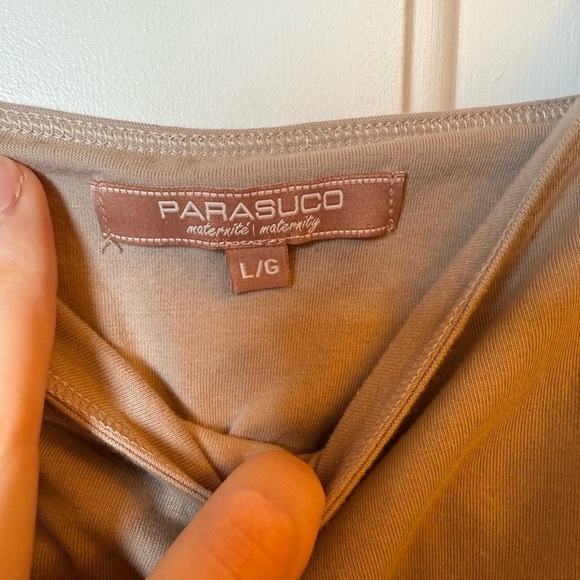 PARASUCO
maternité | maternity
L/G